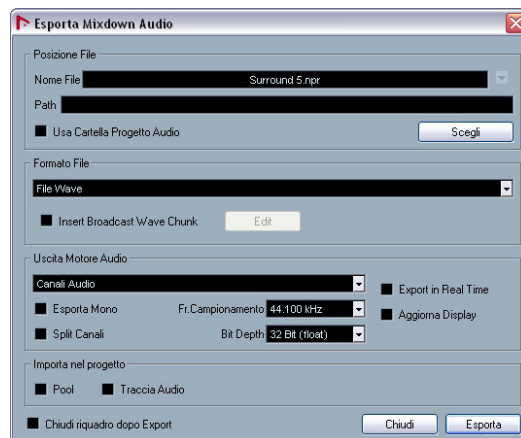 Esporta Mixdown Audio
Posizione File
Nome File Surround 5.npr
Path
Usa Cartella Progetto Audio Scegli
Formato File
File Wave
Insert Broadcast Wave Chunk Edit
Uscita Motore Audio
Canali Audio
Export in Real Time
Esporta Mono Fr.Campionamento 44.100 kHz
Aggiorna Display
Split Canali Bit Depth 32 Bit (float)
Importa nel progetto
Pool Traccia Audio
Chiudi riquadro dopo Export Chiudi Esporta